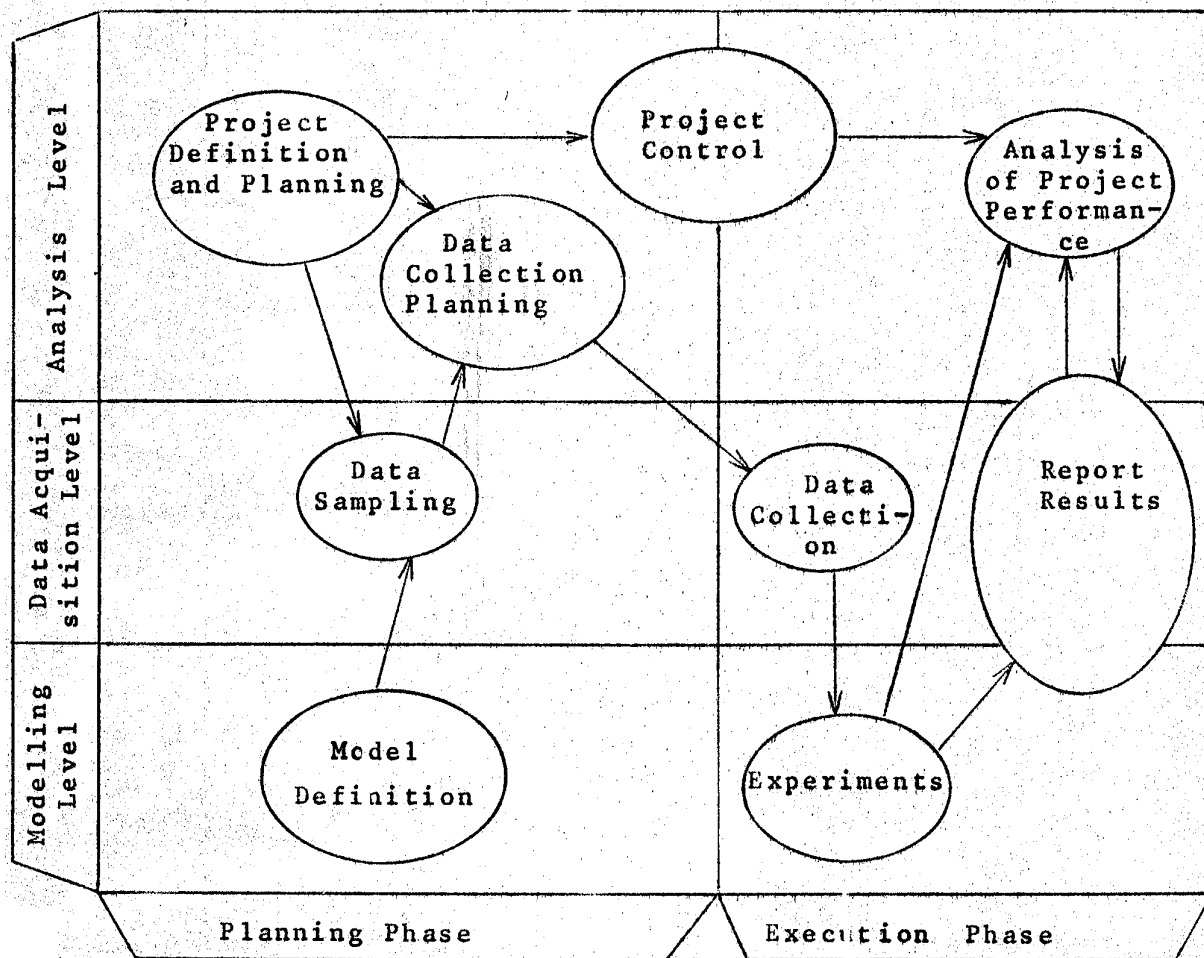 Analysis Level
Data Acqui-
sition Level
Modelling
Level
Project
Definition
and Planning
Project
Control
Analysis
of Project
Performan-
ce
Data
Collection
Planning
Data
Sampling
Data
Collecti-
on
Report
Results
Model
Definition
Experiments
Planning Phase
Execution Phase